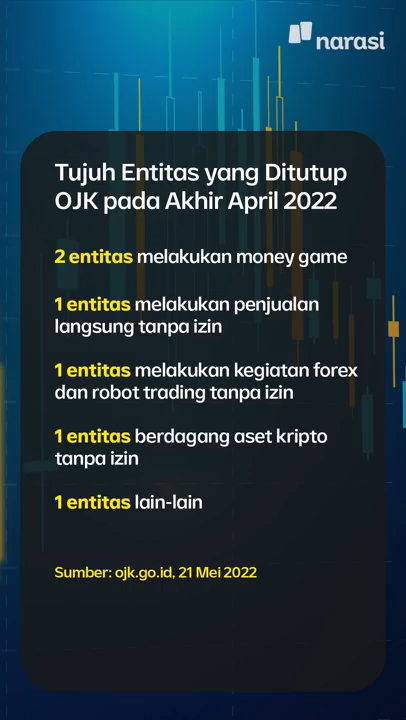 narasi
Tujuh Entitas yang Ditutup
OJK pada Akhir April 2022
2 entitas melakukan money game
1 entitas melakukan penjualan
langsung tanpa izin
1 entitas melakukan kegiatan forex
dan robot trading tanpa izin
1 entitas berdagang aset kripto
tanpa izin
1 entitas lain-lain
Sumber: ojk.go.id, 21 Mei 2022